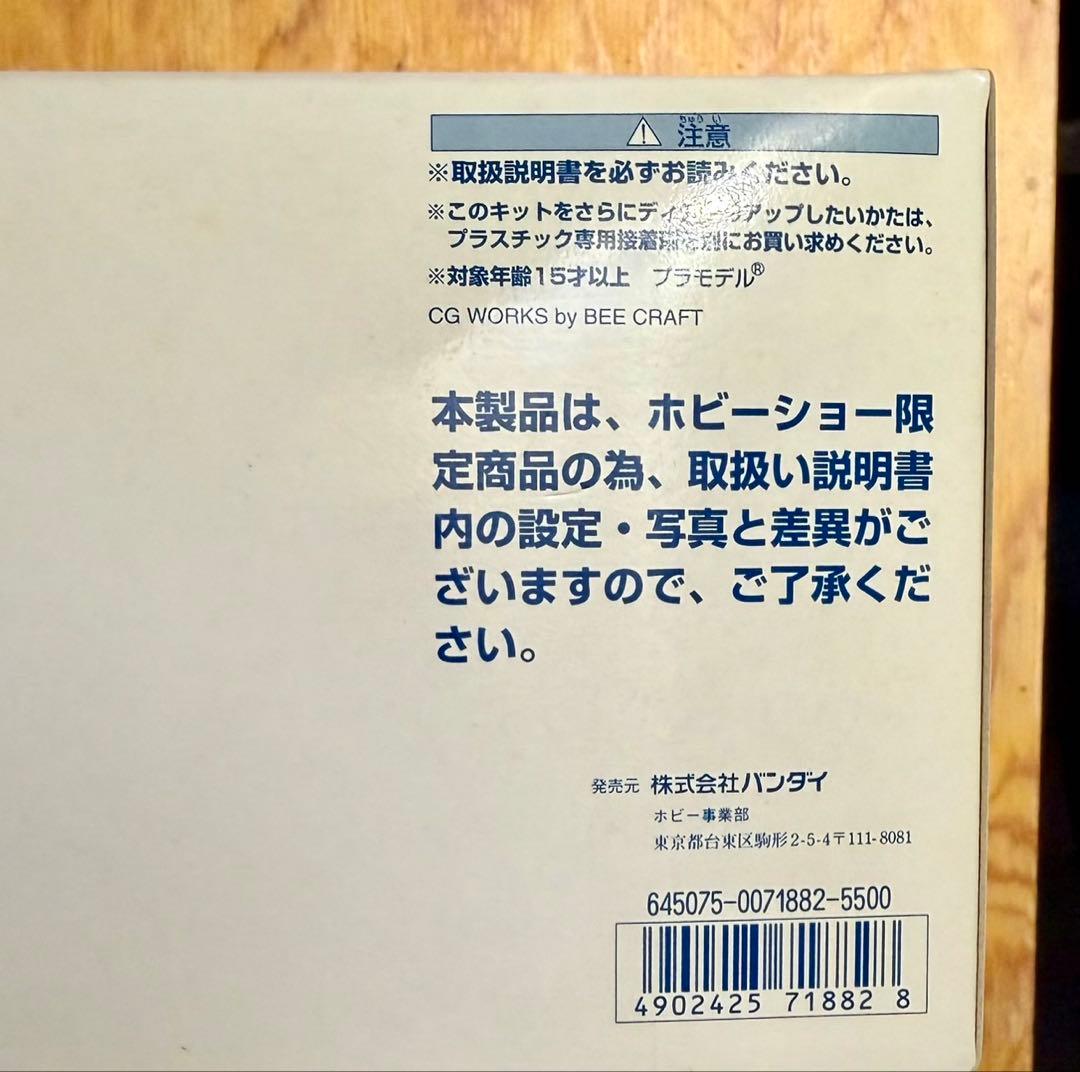 ⚠ 注意
※取扱説明書を必ずお読みください。
※このキットをさらにディアップしたいかたは、
プラスチック専用接着にお買い求めください。
※対象年齢15才以上 プラモデル®
CG WORKS by BEE CRAFT
本製品は、ホビーショー限
定商品の為、取扱い説明書
内の設定・写真と差異がご
ざいますので、ご了承くだ
さい。
発売元 株式会社バンダイ
ホビー事業部
東京都台東区駒形2-5-4〒111-8081
645075-0071882-5500
4902425 71882 8